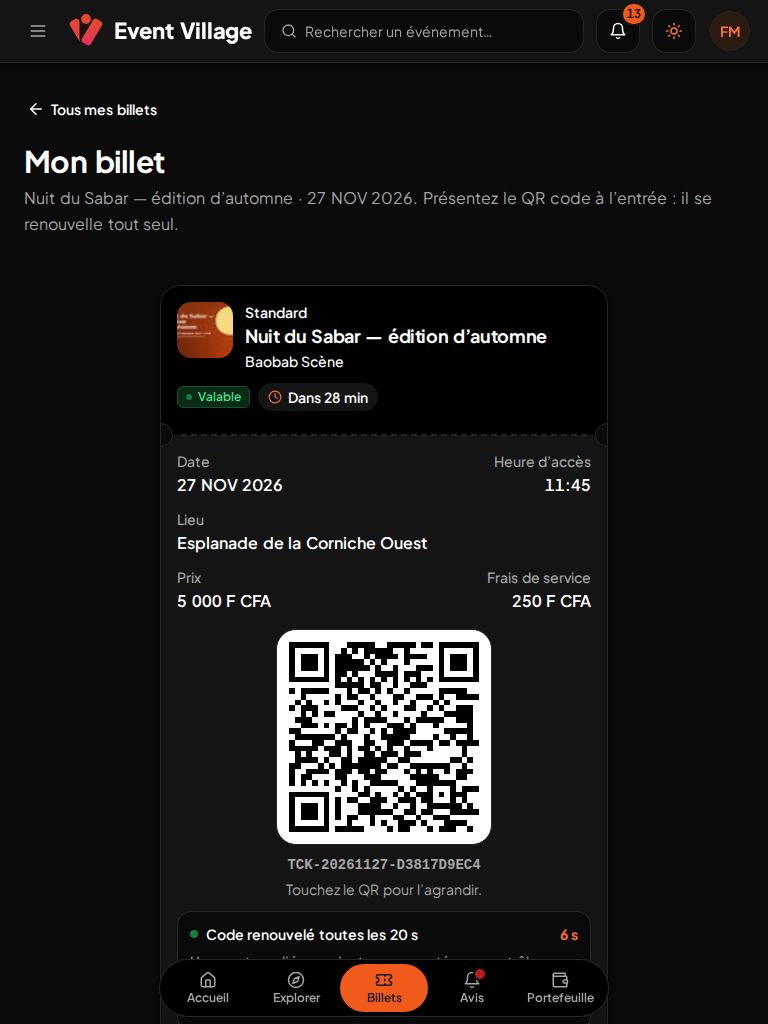 Event Village
Rechercher un événement…
13
FM
Tous mes billets
Mon billet
Nuit du Sabar — édition d’automne · 27 NOV 2026. Présentez le QR code à l’entrée : il se
renouvelle tout seul.
Standard
Nuit du Sabar — édition d’automne
Baobab Scène
Valable
Dans 28 min
Date
Heure d’accès
27 NOV 2026
11:45
Lieu
Esplanade de la Corniche Ouest
Prix
Frais de service
5 000 F CFA
250 F CFA
TCK-20261127-D3817D9EC4
Touchez le QR pour l’agrandir.
Code renouvelé toutes les 20 s
6 s
Accueil
Explorer
Billets
Avis
Portefeuille